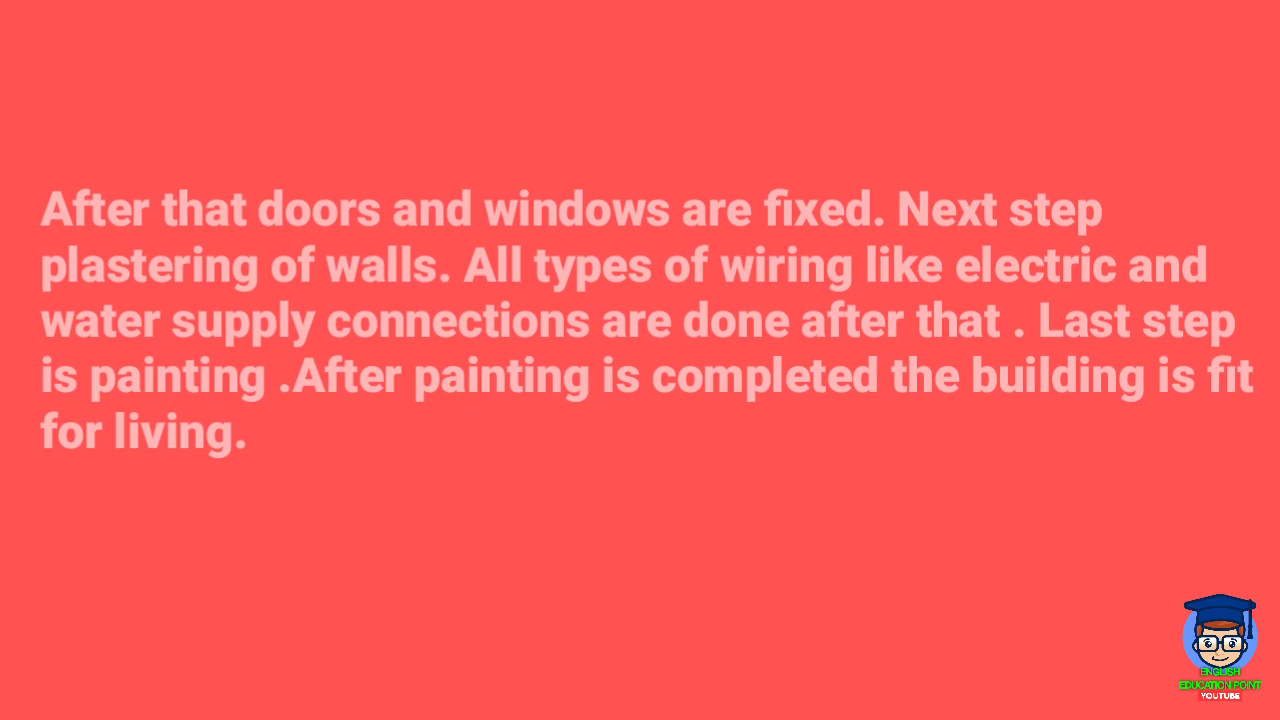 After that doors and windows are fixed. Next step
plastering of walls. All types of wiring like electric and
water supply connections are done after that . Last step
is painting .After painting is completed the building is fit
for living.
ENGLISH
EDUCATION POINT
YOUTUBE